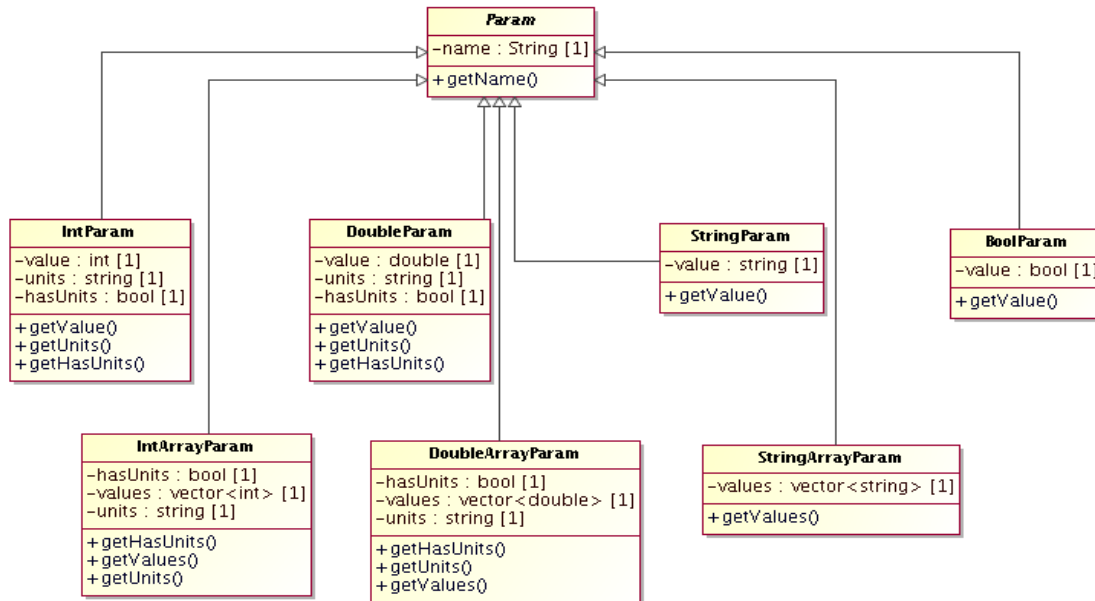 Param
-name : String [1]
+getName()
IntParam
-value : int [1]
-units : string [1]
-hasUnits : bool [1]
+getValue()
+getUnits()
+getHasUnits()
DoubleParam
-value : double [1]
-units : string [1]
-hasUnits : bool [1]
+getValue()
+getUnits()
+getHasUnits()
StringParam
-value : string [1]
+getValue()
BoolParam
-value : bool [1]
+getValue()
IntArrayParam
-hasUnits : bool [1]
-values : vector<int> [1]
-units : string [1]
+getHasUnits()
+getValues()
+getUnits()
DoubleArrayParam
-hasUnits : bool [1]
-values : vector<double> [1]
-units : string [1]
+getHasUnits()
+getUnits()
+getValues()
StringArrayParam
-values : vector<string> [1]
+getValues()